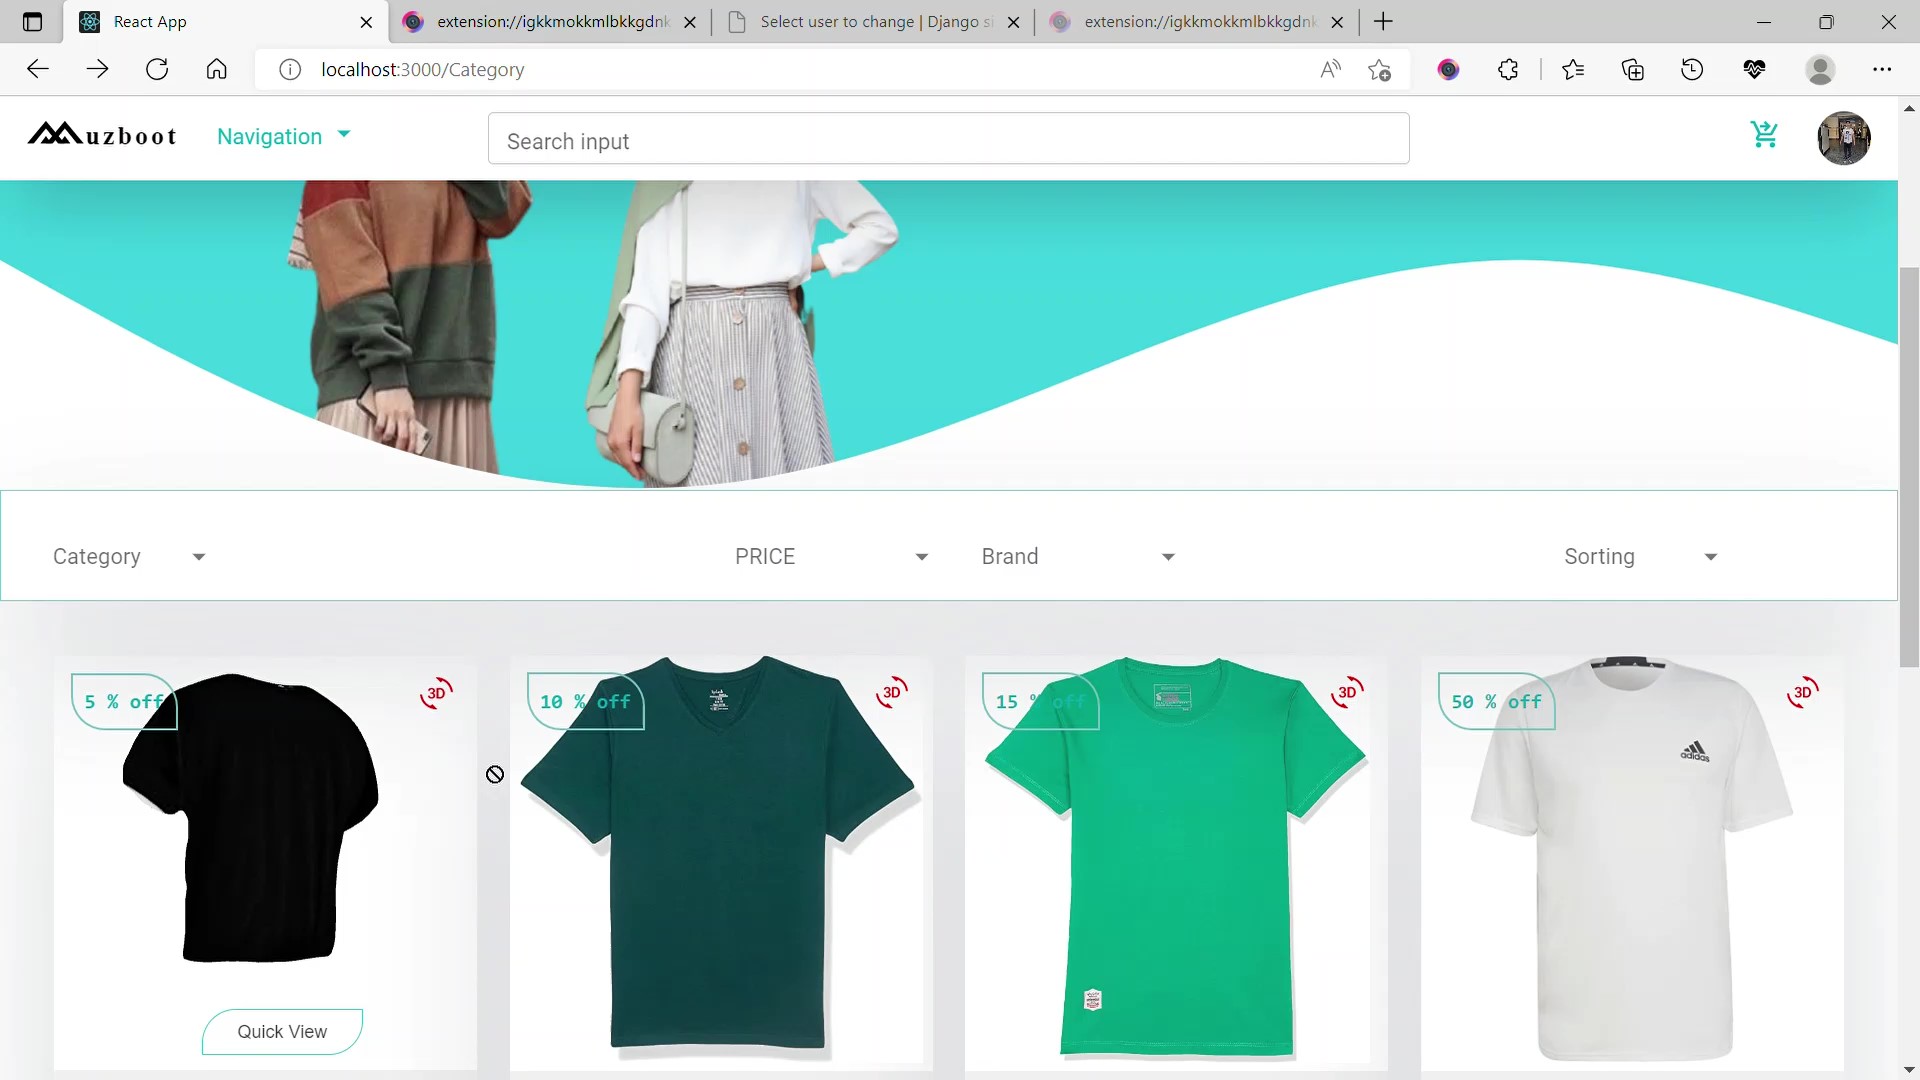 React App
extension://igkkmokkmlbkkgdnk
Select user to change | Django si
extension://igkkmokkmlbkkgdnk
localhost:3000/Category
uzboot
Navigation
Search input
Category
PRICE
Brand
Sorting
5 % off
3D
10 % off
3D
15 % off
3D
50 % off
3D
adidas
Quick View